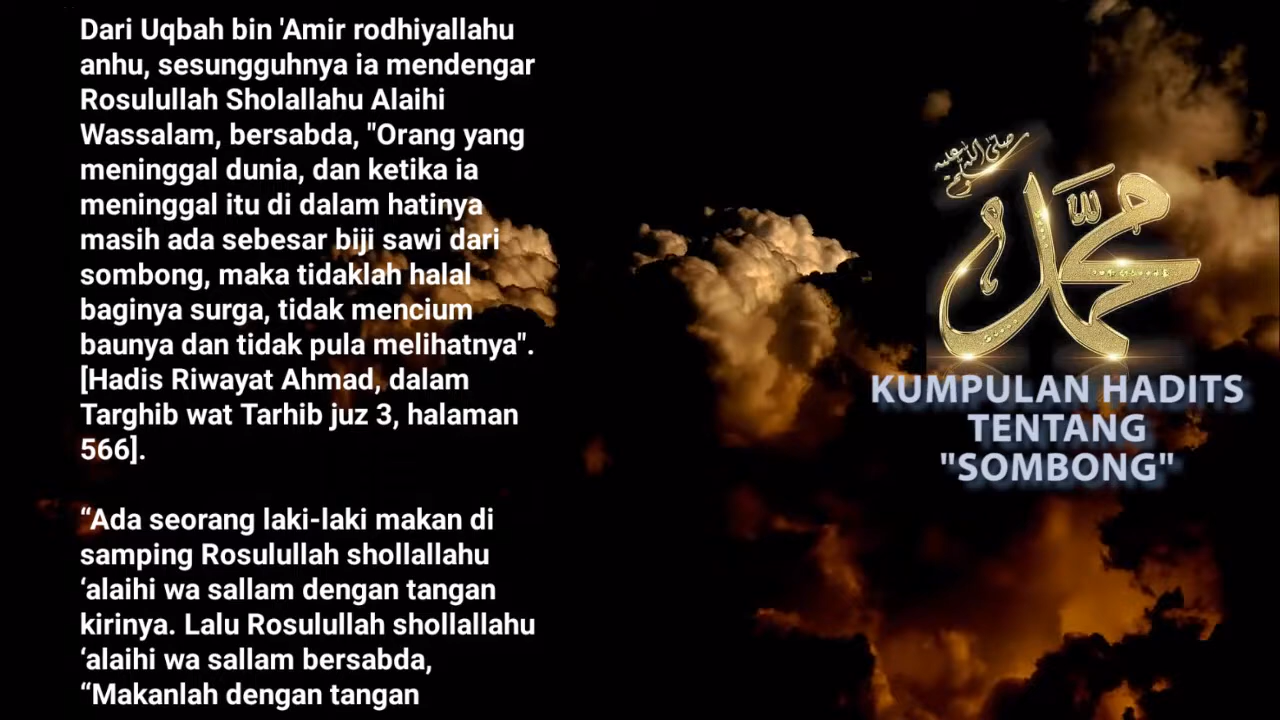 Dari Uqbah bin 'Amir rodhiyallahu
anhu, sesungguhnya ia mendengar
Rosulullah Sholallahu Alaihi
Wassalam, bersabda, "Orang yang
meninggal dunia, dan ketika ia
meninggal itu di dalam hatinya
masih ada sebesar biji sawi dari
sombong, maka tidaklah halal
baginya surga, tidak mencium
baunya dan tidak pula melihatnya".
[Hadis Riwayat Ahmad, dalam
Targhib wat Tarhib juz 3, halaman
566].
“Ada seorang laki-laki makan di
samping Rosulullah shollallahu
‘alaihi wa sallam dengan tangan
kirinya. Lalu Rosulullah shollallahu
‘alaihi wa sallam bersabda,
“Makanlah dengan tangan
صلى الله عليه وسلم
محمد
KUMPULAN HADITS
TENTANG
"SOMBONG"